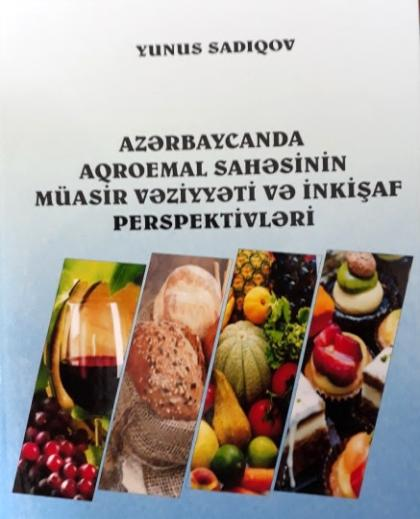 YUNUS SADIQOV
AZƏRBAYCANDA
AQROEMAL SAHƏSİNİN
MÜASİR VƏZİYYƏTİ VƏ İNKİŞAF
PERSPEKTİVLƏRİ